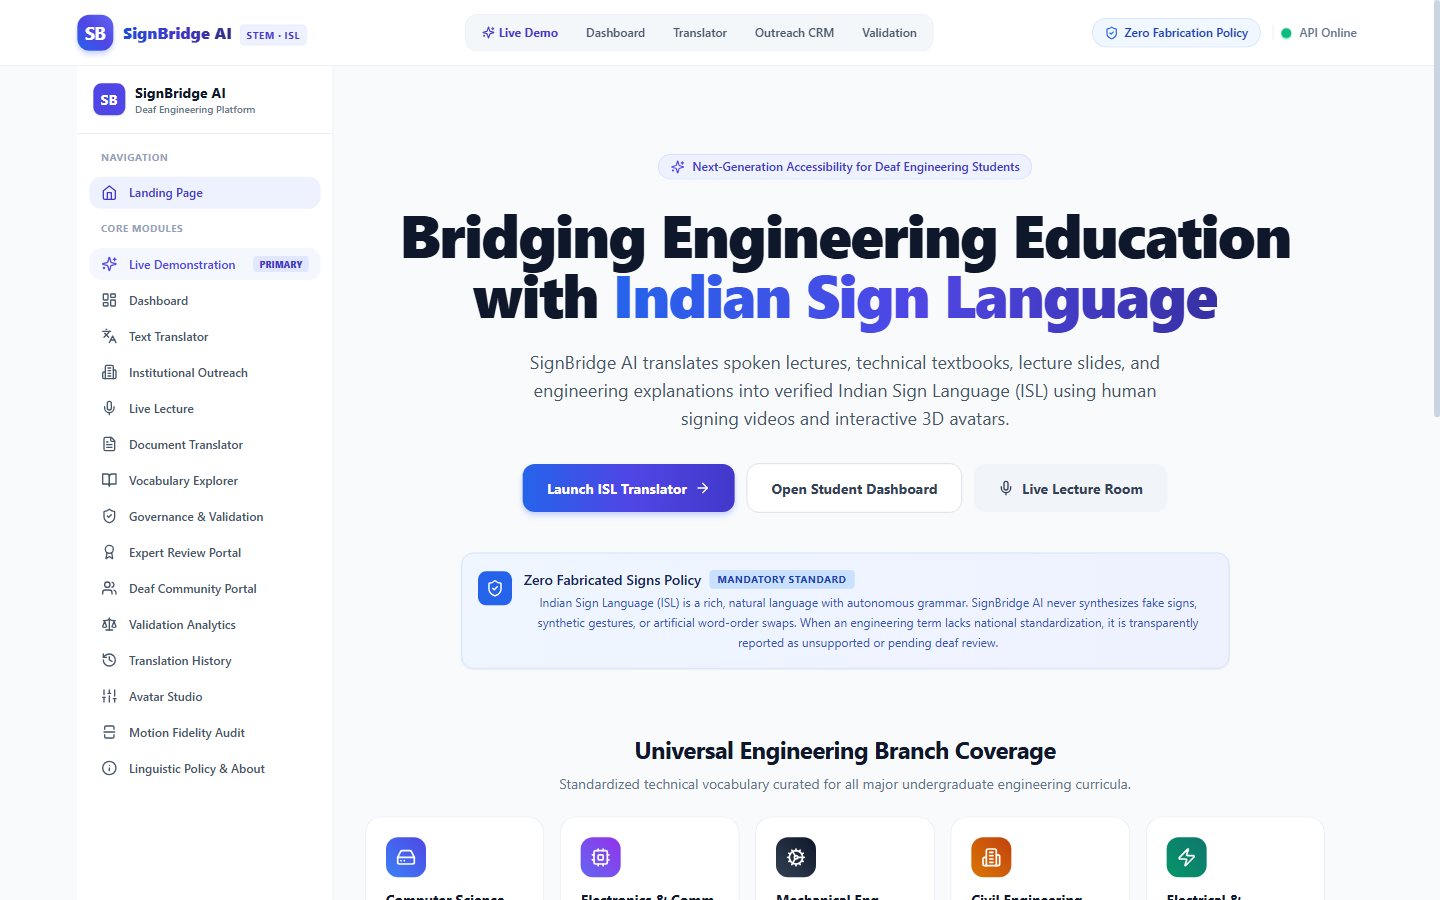 SB SignBridge AI STEM · ISL
Live Demo Dashboard Translator Outreach CRM Validation
Zero Fabrication Policy API Online
SB SignBridge AI
Deaf Engineering Platform
NAVIGATION
Landing Page
CORE MODULES
Live Demonstration PRIMARY
Dashboard
Text Translator
Institutional Outreach
Live Lecture
Document Translator
Vocabulary Explorer
Governance & Validation
Expert Review Portal
Deaf Community Portal
Validation Analytics
Translation History
Avatar Studio
Motion Fidelity Audit
Linguistic Policy & About
Next-Generation Accessibility for Deaf Engineering Students
Bridging Engineering Education
with Indian Sign Language
SignBridge AI translates spoken lectures, technical textbooks, lecture slides, and
engineering explanations into verified Indian Sign Language (ISL) using human
signing videos and interactive 3D avatars.
Launch ISL Translator Open Student Dashboard Live Lecture Room
Zero Fabricated Signs Policy MANDATORY STANDARD
Indian Sign Language (ISL) is a rich, natural language with autonomous grammar. SignBridge AI never synthesizes fake signs,
synthetic gestures, or artificial word-order swaps. When an engineering term lacks national standardization, it is transparently
reported as unsupported or pending deaf review.
Universal Engineering Branch Coverage
Standardized technical vocabulary curated for all major undergraduate engineering curricula.
Computer Science Electronics & Comm Mechanical Eng Civil Engineering Electrical &